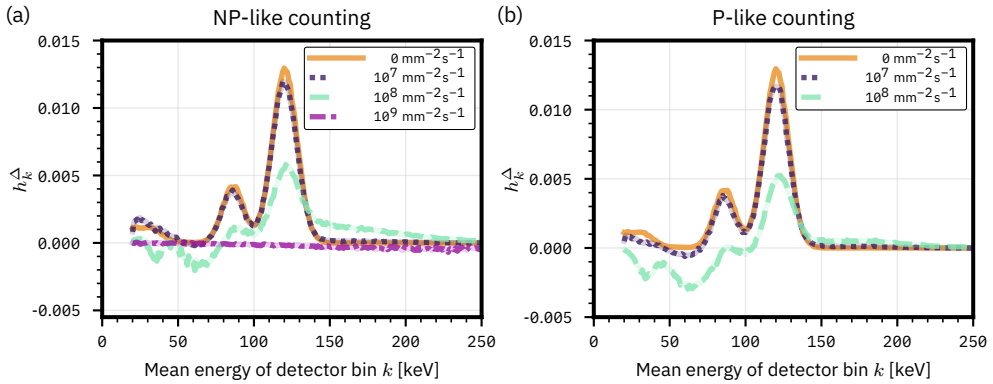 (a)
NP-like counting
0.015
0.010
0.005
0.000
-0.005
0 mm⁻²s⁻¹
10⁷ mm⁻²s⁻¹
10⁸ mm⁻²s⁻¹
10⁹ mm⁻²s⁻¹
h_k^Δ
0 50 100 150 200 250
Mean energy of detector bin k [keV]
(b)
P-like counting
0.015
0.010
0.005
0.000
-0.005
0 mm⁻²s⁻¹
10⁷ mm⁻²s⁻¹
10⁸ mm⁻²s⁻¹
h_k^Δ
0 50 100 150 200 250
Mean energy of detector bin k [keV]